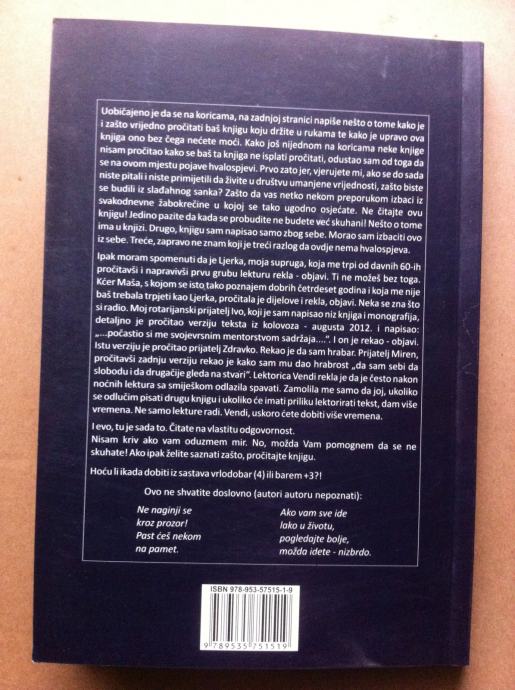 Uobičajeno je da se na koricama, na zadnjoj stranici napiše nešto o tome kako je
i zašto vrijedno pročitati baš knjigu koju držite u rukama te kako je upravo ova
knjiga ono bez čega nećete moći. Kako još nijednom na koricama neke knjige
nisam pročitao kako se baš ta knjiga ne isplati pročitati, odustao sam od toga da
se na ovom mjestu pojave hvalospjevi. Prvo zato jer, vjerujete mi, ako se do sada
niste pitali i niste primijetili da živite u društvu umanjene vrijednosti, zašto biste
se budili iz slađahnog sanka? Zašto da vas netko nekom preporukom izbaci iz
svakodnevne žabokrečine u kojoj se tako ugodno osjećate. Ne čitajte ovu
knjigu! Jedino pazite da kada se probudite ne budete već skuhani! Nešto o tome
ima u knjizi. Drugo, knjigu sam napisao samo zbog sebe. Morao sam izbaciti ovo
iz sebe. Treće, zapravo ne znam koji je treći razlog da ovdje nema hvalospjeva.
Ipak moram spomenuti da je Ljerka, moja supruga, koja me trpi od davnih 60-ih
pročitavši i napravivši prvu grubu lekturu rekla - objavi. Ti ne možeš bez toga.
Kćer Maša, s kojom se isto tako poznajem dobrih četrdeset godina i koja me nije
baš trebala trpjeti kao Ljerka, pročitala je dijelove i rekla, objavi. Neka se zna što
si radio. Moj rotarijanski prijatelj Ivo, koji je sam napisao niz knjiga i monografija,
detaljno je pročitao verziju teksta iz kolovoza - augusta 2012. i napisao:
„...počastio si me svojevrsnim mentorstvom sadržaja....". I on je rekao - objavi.
Istu verziju je pročitao prijatelj Zdravko. Rekao je da sam hrabar. Prijatelj Miren,
pročitavši zadnju verziju rekao je kako sam mu dao hrabrost „da sam sebi da
slobodu i da drugačije gleda na stvari". Lektorica Vendi rekla je da je često nakon
noćnih lektura sa smiješkom odlazila spavati. Zamolila me samo da joj, ukoliko
se odlučim pisati drugu knjigu i ukoliko će imati priliku lektorirati tekst, dam više
vremena. Ne samo lekture radi. Vendi, uskoro ćete dobiti više vremena.
I evo, tu je sada to. Čitate na vlastitu odgovornost.
Nisam kriv ako vam oduzmem mir. No, možda Vam pomognem da se ne
skuhate! Ako ipak želite saznati zašto, pročitajte knjigu.
Hoću li ikada dobiti iz sastava vrlodobar (4) ili barem +3?!
Ovo ne shvatite doslovno (autori autoru nepoznati):
Ne naginji se
kroz prozor!
Past ćeš nekom
na pamet.
Ako vam sve ide
lako u životu,
pogledajte bolje,
možda idete - nizbrdo.
ISBN 978-953-57515-1-9
9 789535 751519